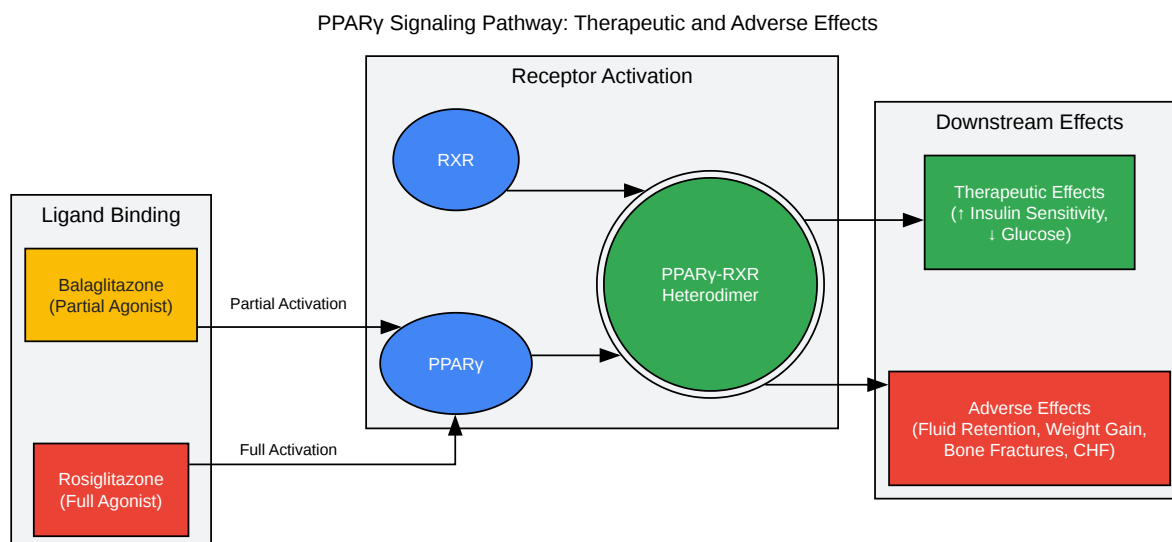 PPARγ Signaling Pathway: Therapeutic and Adverse Effects
Ligand Binding
Balaglitazone
(Partial Agonist)
Rosiglitazone
(Full Agonist)
Partial Activation
Full Activation
Receptor Activation
RXR
PPARγ
PPARγ-RXR
Heterodimer
Downstream Effects
Therapeutic Effects
(↑ Insulin Sensitivity,
↓ Glucose)
Adverse Effects
(Fluid Retention, Weight Gain,
Bone Fractures, CHF)